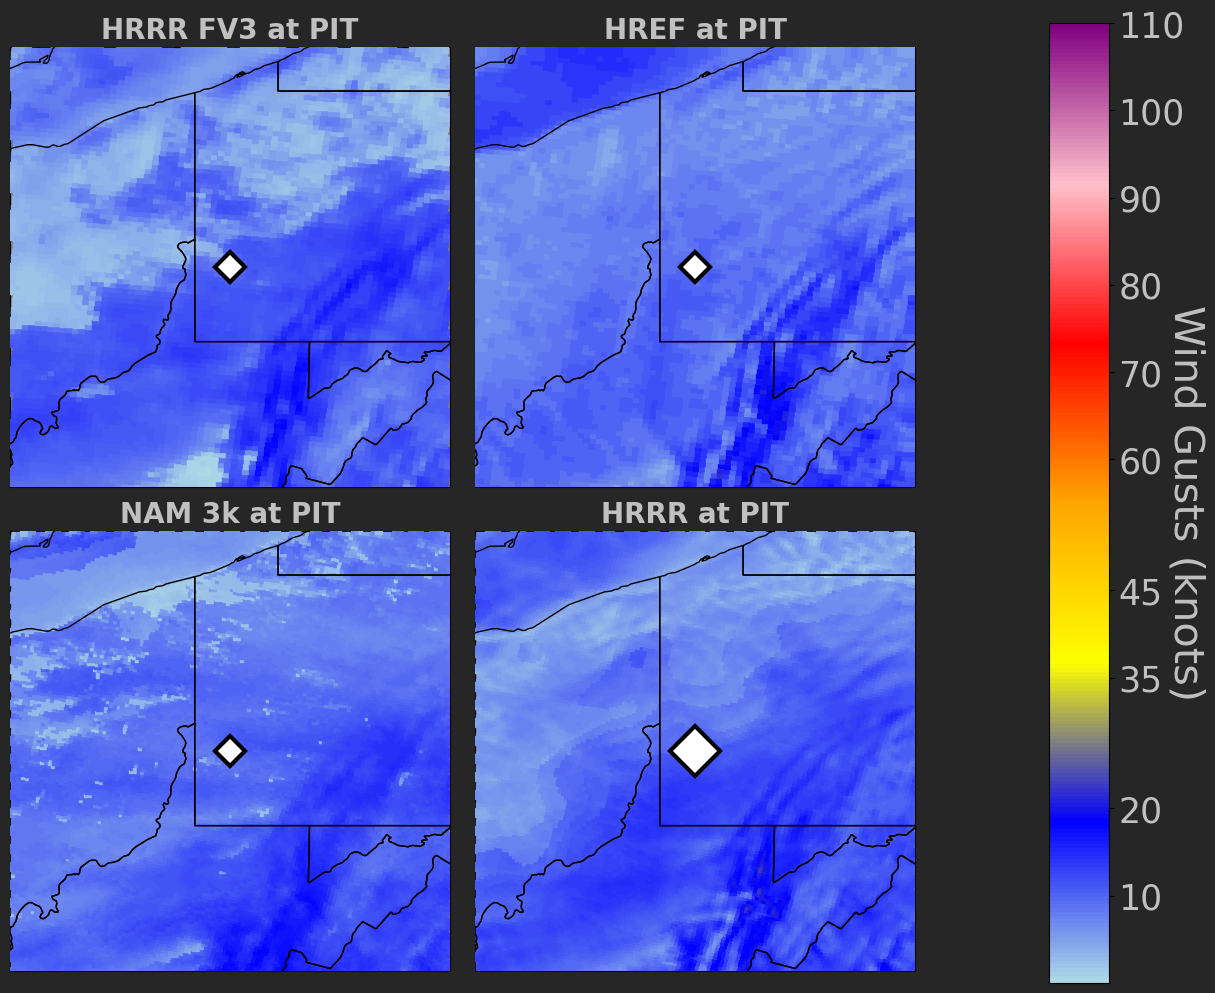 HRRR FV3 at PIT
HREF at PIT
NAM 3k at PIT
HRRR at PIT
110
100
90
80
70
60
45
35
20
10
Wind Gusts (knots)